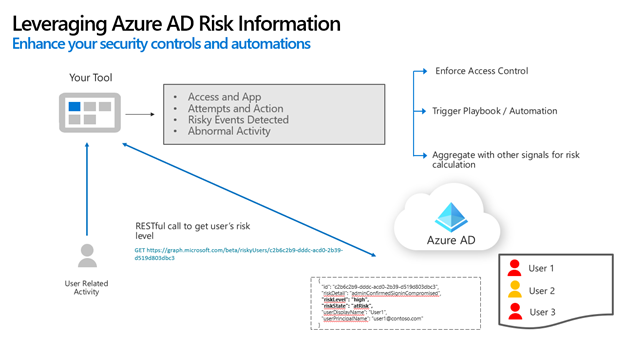 Leveraging Azure AD Risk Information
Enhance your security controls and automations
Your Tool
• Access and App
• Attempts and Action
• Risky Events Detected
• Abnormal Activity
Enforce Access Control
Trigger Playbook / Automation
Aggregate with other signals for risk
calculation
RESTful call to get user's risk
level
GET https://graph.microsoft.com/beta/riskyUsers/c2b6c2b9-dddc-acd0-2b39-
d519d803dbc3
Azure AD
User Related
Activity
{
"id": "c2b6c2b9-dddc-acd0-2b39-d519d803dbc3",
"riskDetail": "adminConfirmedSigninCompromised",
"riskLevel": "high",
"riskState": "atRisk",
"userDisplayName": "User1",
"userPrincipalName": "user1@contoso.com"
}
User 1
User 2
User 3